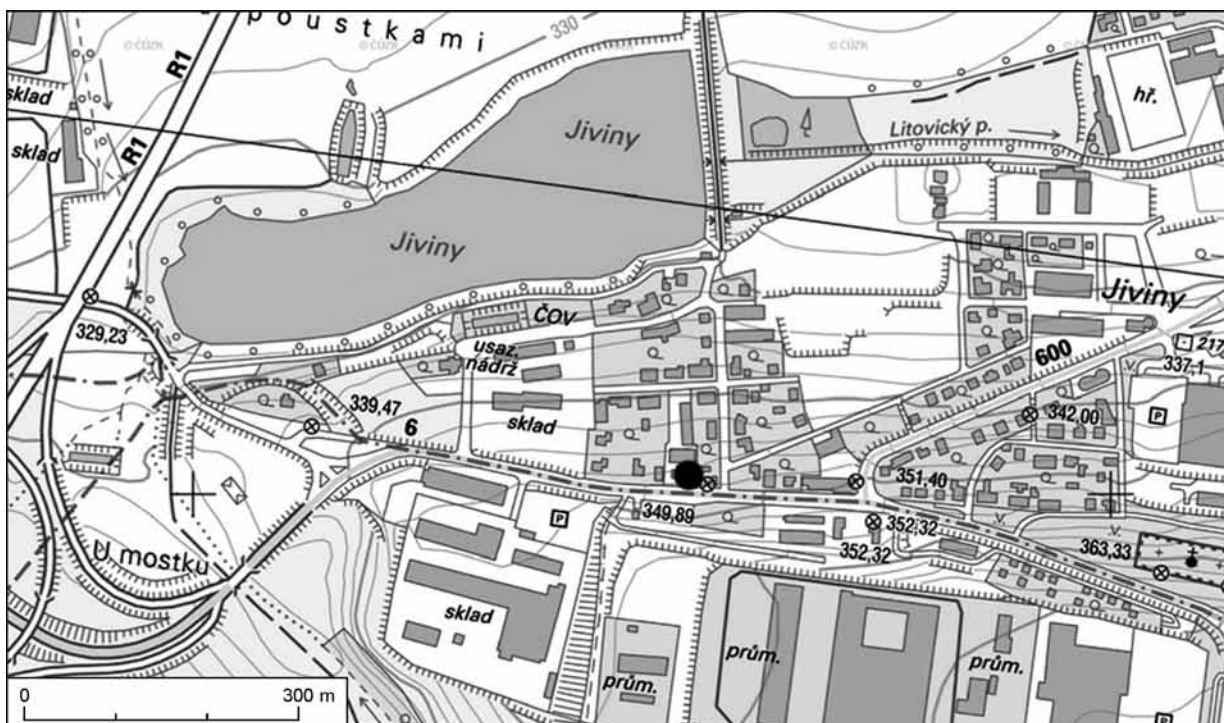 poustkami
© ČÚZK
© ČÚZK
330
R1
sklad
sklad
R1
Jiviny
Litovický p.
hř.
Jiviny
Jiviny
329,23
ČOV
usaz.
nádrž
600
217
337,1
339,47
6
sklad
P
342,00
351,40
349,89
P
352,32
352,32
363,33
U mostku
sklad
prům.
prům.
prům.
P
0
300 m